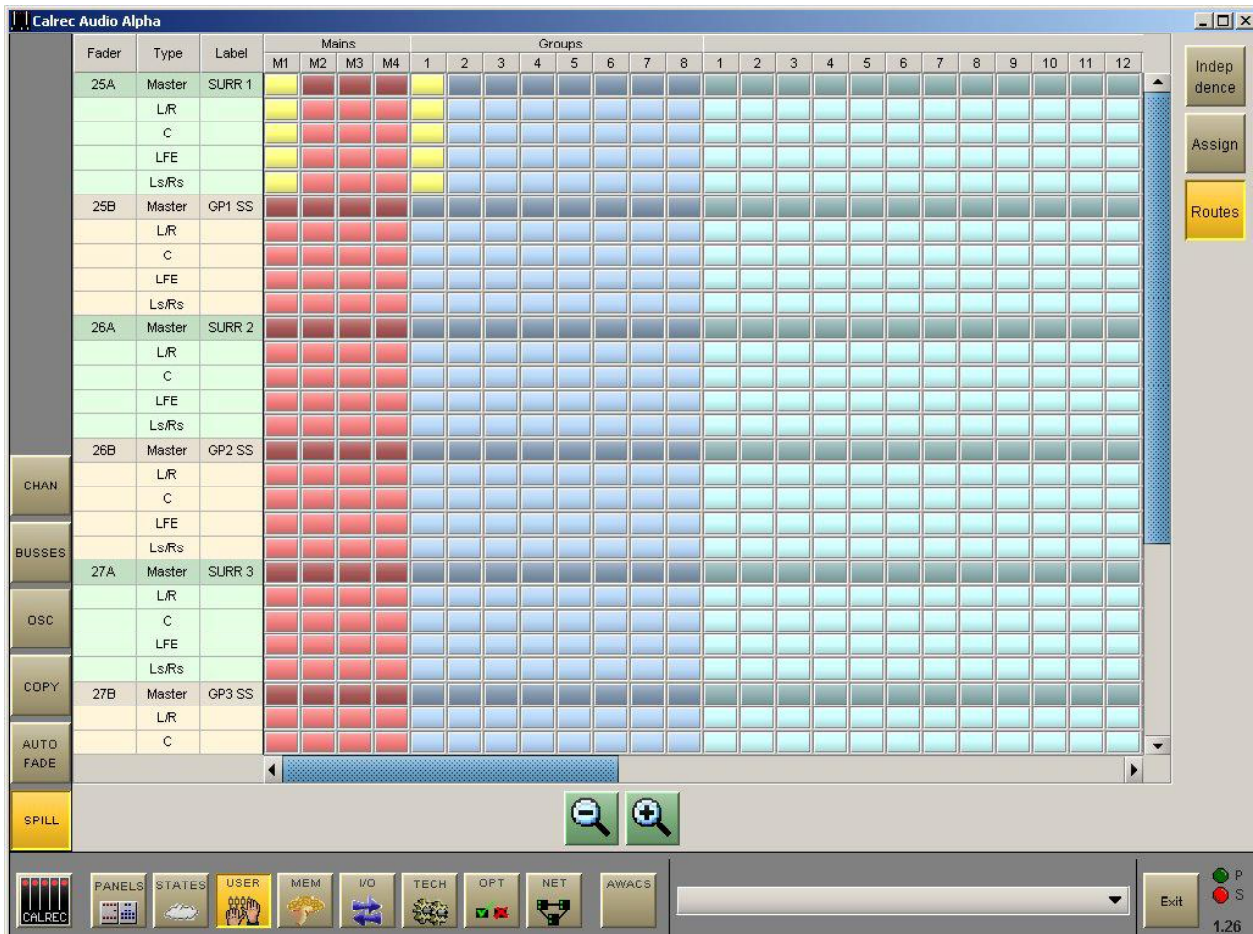 Calrec Audio Alpha
Fader Type Label Mains Groups
M1 M2 M3 M4 1 2 3 4 5 6 7 8 1 2 3 4 5 6 7 8 9 10 11 12
25A Master SURR 1
L/R
C
LFE
Ls/Rs
25B Master GP1 SS
L/R
C
LFE
Ls/Rs
26A Master SURR 2
L/R
C
LFE
Ls/Rs
26B Master GP2 SS
L/R
C
LFE
Ls/Rs
27A Master SURR 3
L/R
C
LFE
Ls/Rs
27B Master GP3 SS
L/R
C
Indep
dence
Assign
Routes
CHAN
BUSSES
OSC
COPY
AUTO
FADE
SPILL
CALREC
PANELS
STATES
USER
MEM
I/O
TECH
OPT
NET
AWACS
Exit
P
S
1.26